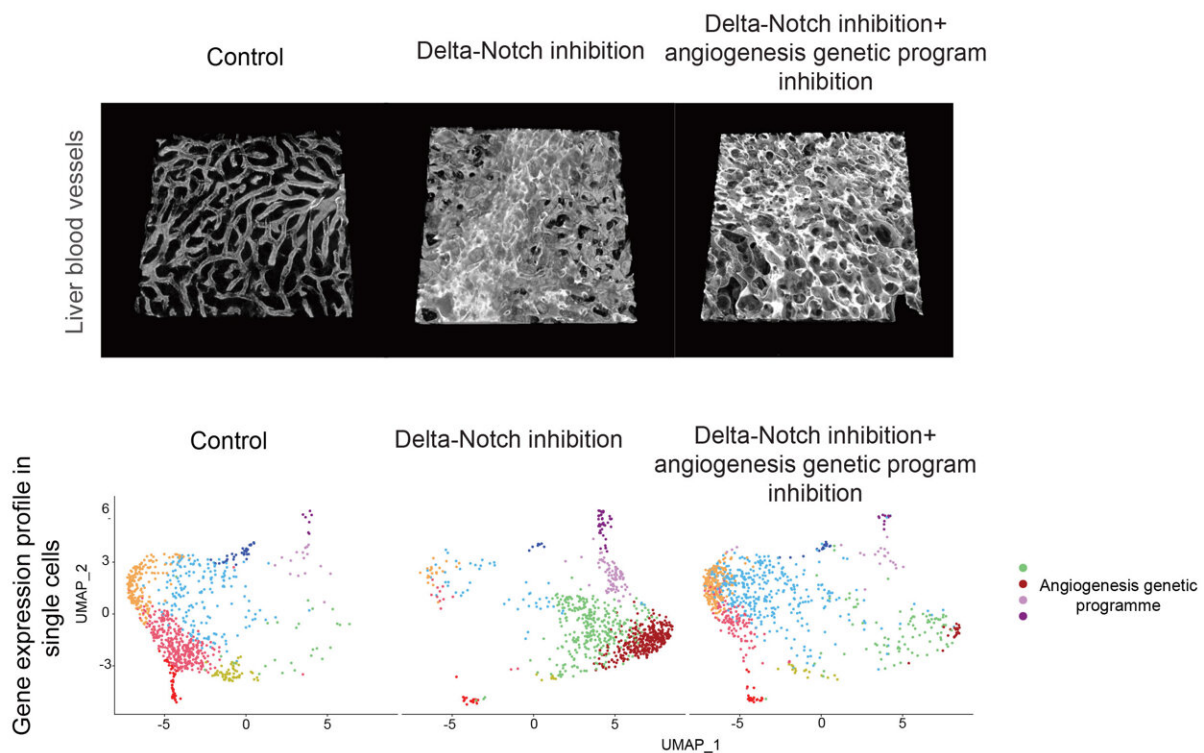 Control
Delta-Notch inhibition
Delta-Notch inhibition+
angiogenesis genetic program
inhibition
Liver blood vessels
Control
Delta-Notch inhibition
Delta-Notch inhibition+
angiogenesis genetic program
inhibition
Gene expression profile in
single cells
UMAP_2
6
3
0
-3
-5 0 5
-5 0 5
-5 0 5
UMAP_1
Angiogenesis genetic
programme